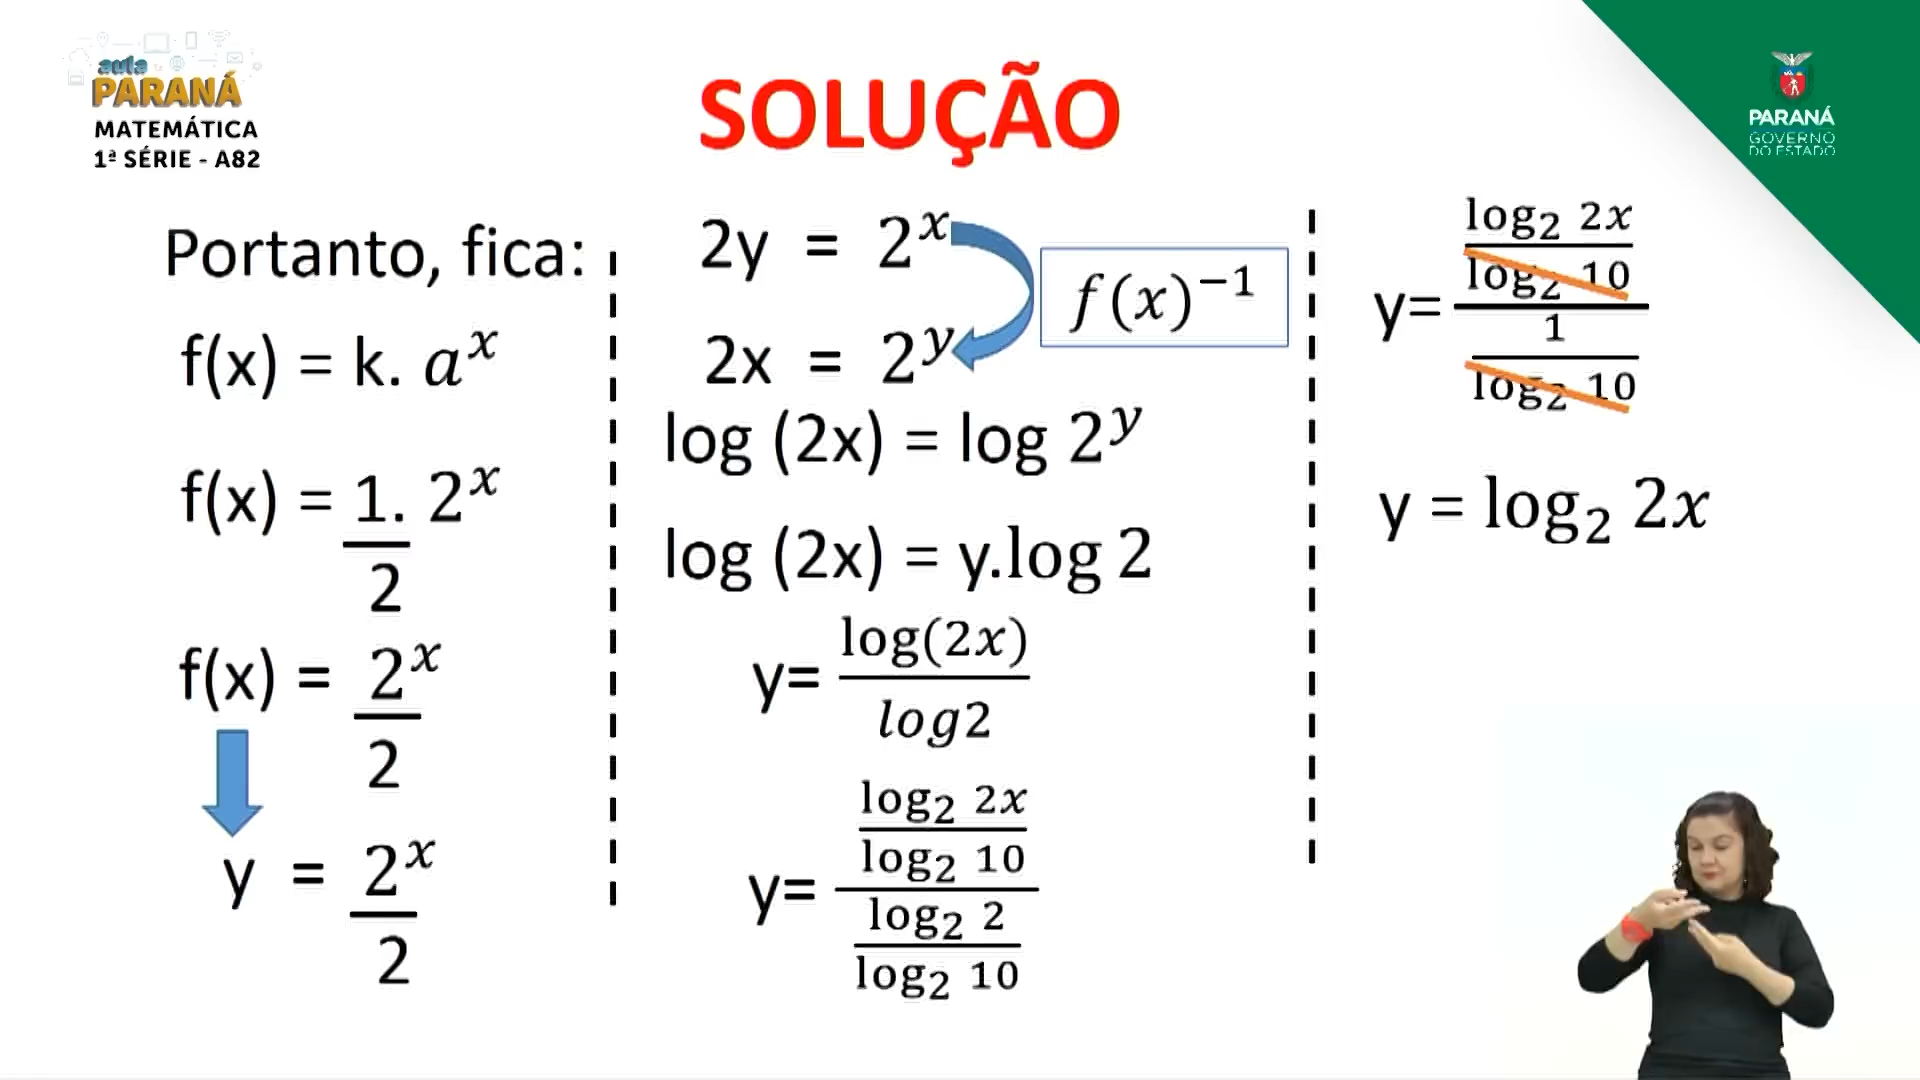 aula
PARANÁ
MATEMÁTICA
1ª SÉRIE - A82
SOLUÇÃO
PARANÁ
GOVERNO
DO ESTADO
Portanto, fica:
f(x) = k. a^x
f(x) = 1. 2^x
2
f(x) = 2^x
2
y = 2^x
2
2y = 2^x
f(x)^−1
2x = 2^y
log (2x) = log 2^y
log (2x) = y.log 2
y= log(2x)
log2
log₂ 2x
log₂ 10
y=
log₂ 2
log₂ 10
log₂ 2x
log₂ 10
y=
1
log₂ 10
y = log₂ 2x